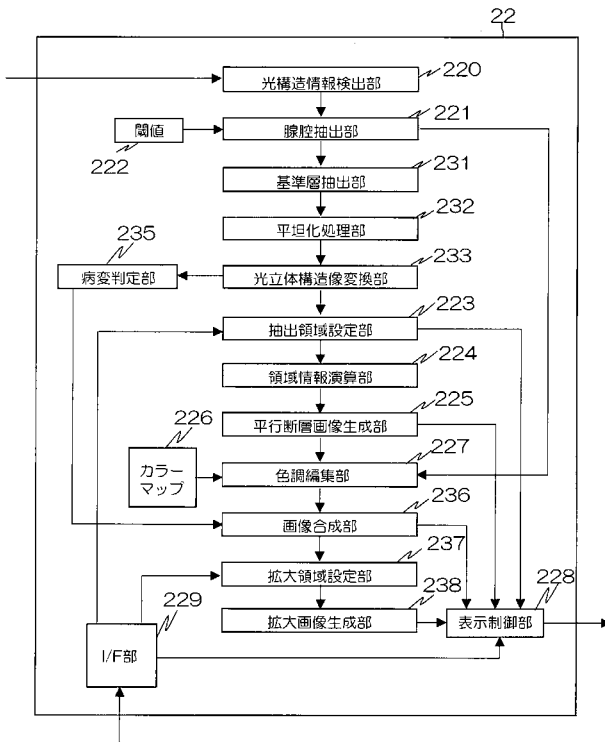 22
光構造情報検出部
220
閾値
222
腺腔抽出部
221
基準層抽出部
231
平坦化処理部
232
235
病変判定部
光立体構造像変換部
233
抽出領域設定部
223
領域情報演算部
224
平行断層画像生成部
225
226
カラー
マップ
色調編集部
227
画像合成部
236
拡大領域設定部
237
拡大画像生成部
238
表示制御部
228
229
I/F部